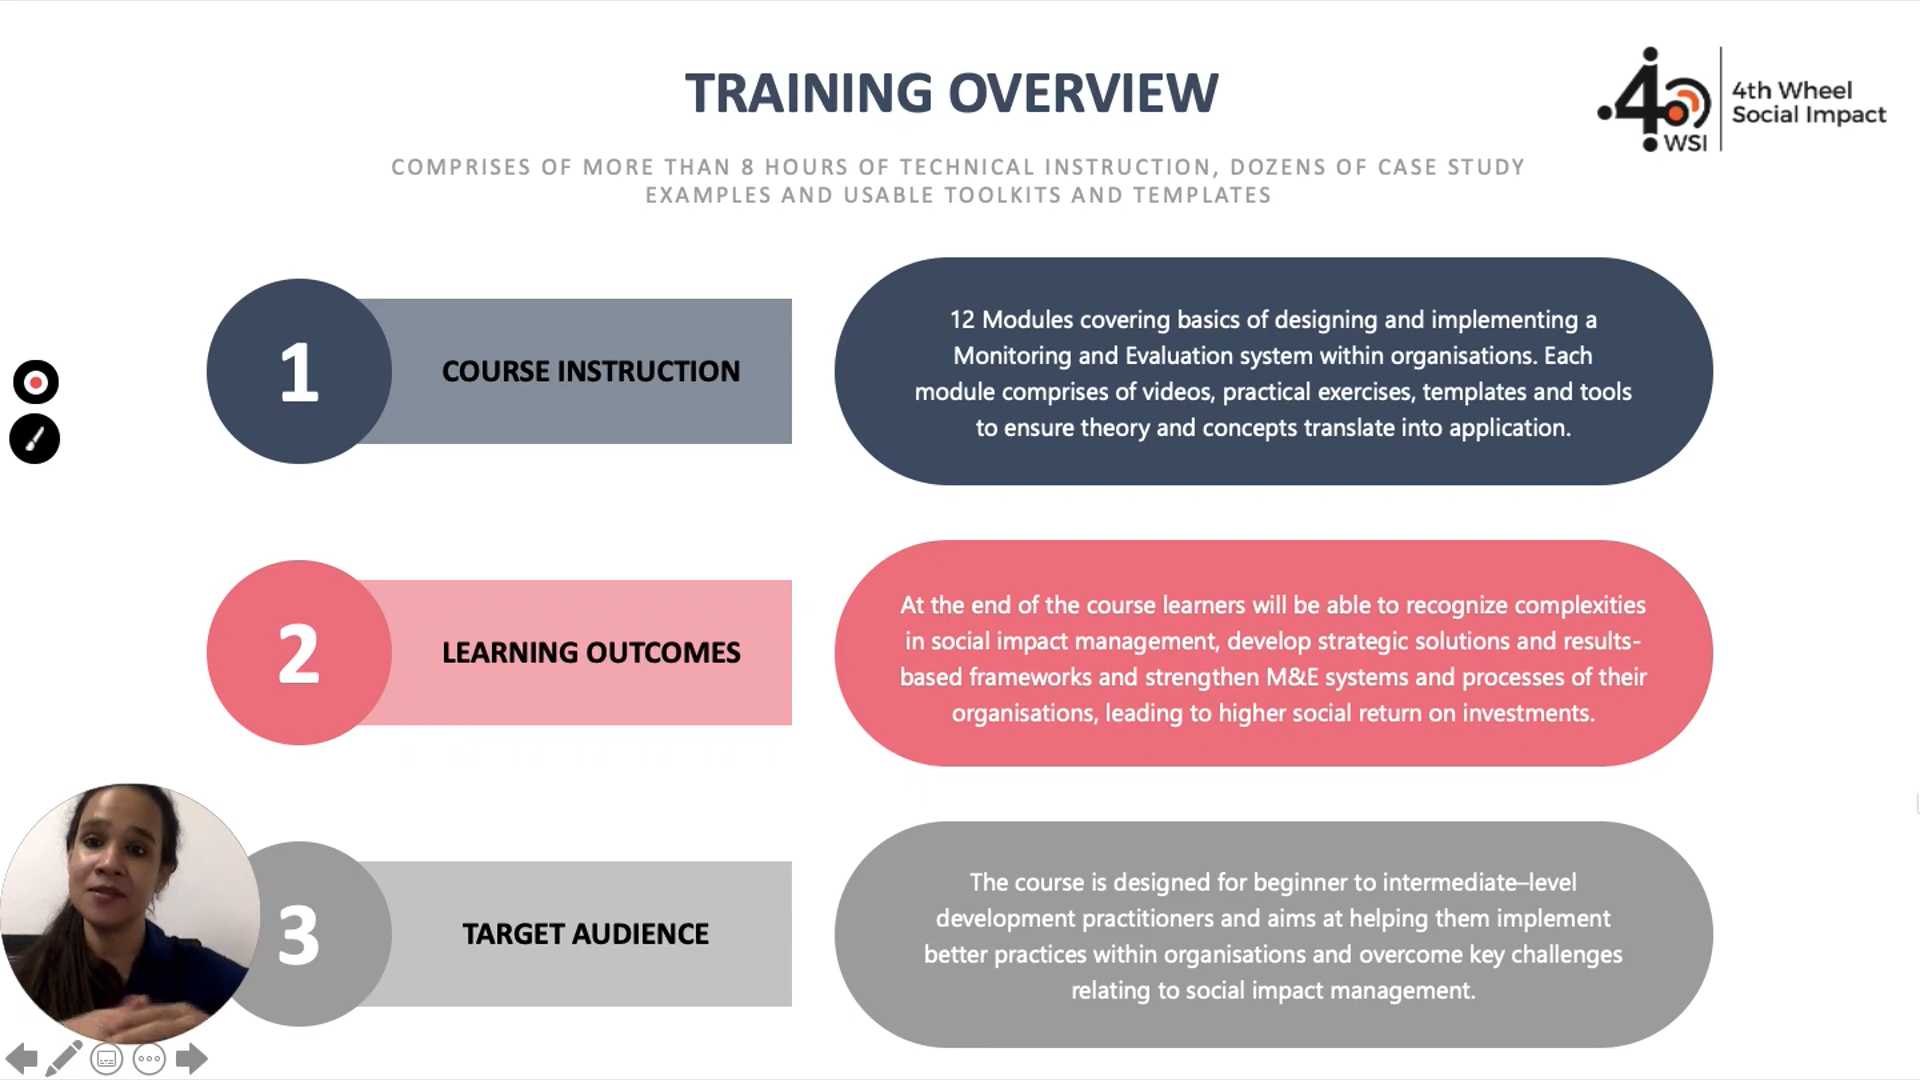 TRAINING OVERVIEW
4th Wheel
Social Impact
4
WSI
COMPRISES OF MORE THAN 8 HOURS OF TECHNICAL INSTRUCTION, DOZENS OF CASE STUDY
EXAMPLES AND USABLE TOOLKITS AND TEMPLATES
1
COURSE INSTRUCTION
12 Modules covering basics of designing and implementing a
Monitoring and Evaluation system within organisations. Each
module comprises of videos, practical exercises, templates and tools
to ensure theory and concepts translate into application.
2
LEARNING OUTCOMES
At the end of the course learners will be able to recognize complexities
in social impact management, develop strategic solutions and results-
based frameworks and strengthen M&E systems and processes of their
organisations, leading to higher social return on investments.
3
TARGET AUDIENCE
The course is designed for beginner to intermediate–level
development practitioners and aims at helping them implement
better practices within organisations and overcome key challenges
relating to social impact management.